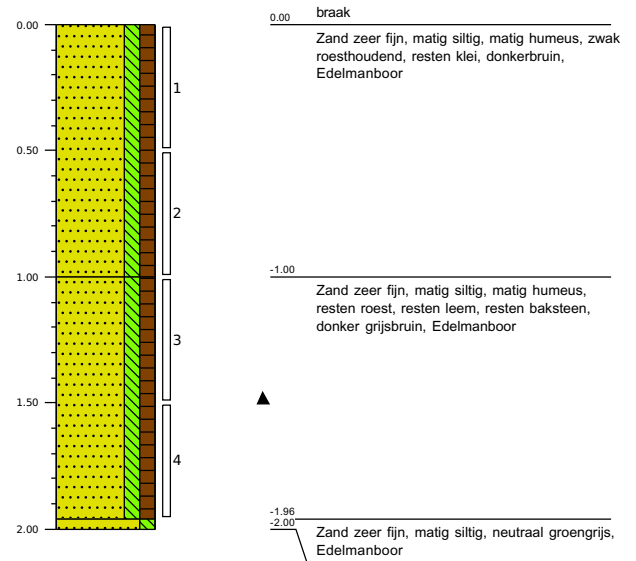 0.00
0.00
braak
Zand zeer fijn, matig siltig, matig humeus, zwak
roesthoudend, resten klei, donkerbruin,
Edelmanboor
1
0.50
2
1.00
-1.00
Zand zeer fijn, matig siltig, matig humeus,
resten roest, resten leem, resten baksteen,
donker grijsbruin, Edelmanboor
3
1.50
4
-1.96
2.00
-2.00
Zand zeer fijn, matig siltig, neutraal groengrijs,
Edelmanboor